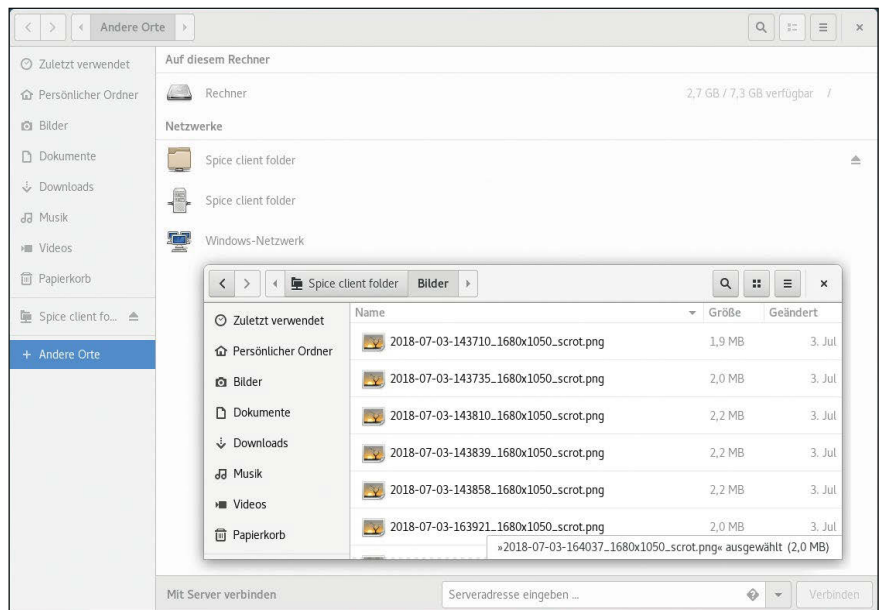 Andere Orte
Zuletzt verwendet
Persönlicher Ordner
Bilder
Dokumente
Downloads
Musik
Videos
Papierkorb
Spice client fo...
+ Andere Orte
Auf diesem Rechner
Rechner 2,7 GB / 7,3 GB verfügbar /
Netzwerke
Spice client folder
Spice client folder
Windows-Netzwerk
Spice client folder Bilder
Zuletzt verwendet
Persönlicher Ordner
Bilder
Dokumente
Downloads
Musik
Videos
Papierkorb
Name Größe Geändert
2018-07-03-143710_1680x1050_scrot.png 1,9 MB 3. Jul
2018-07-03-143735_1680x1050_scrot.png 2,0 MB 3. Jul
2018-07-03-143810_1680x1050_scrot.png 2,2 MB 3. Jul
2018-07-03-143839_1680x1050_scrot.png 2,2 MB 3. Jul
2018-07-03-143858_1680x1050_scrot.png 2,2 MB 3. Jul
2018-07-03-163921_1680x1050_scrot.png 2,0 MB 3. Jul
»2018-07-03-164037_1680x1050_scrot.png« ausgewählt (2,0 MB)
Mit Server verbinden Serveradresse eingeben ... Verbinden